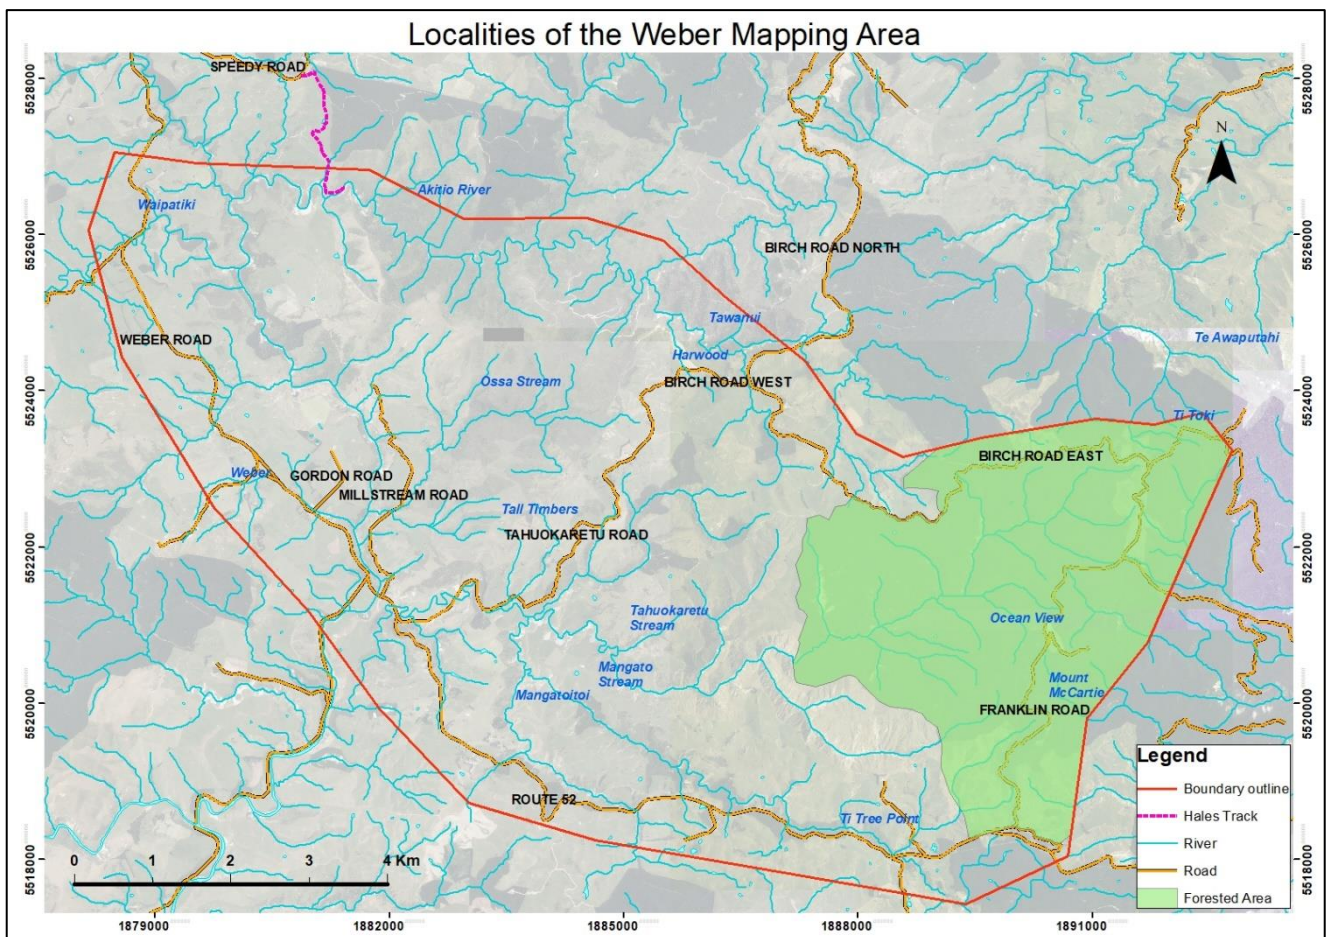 Localities of the Weber Mapping Area
SPEEDY ROAD
5528000
5528000
N
Akitio River
Waipatiki
5526000
BIRCH ROAD NORTH
5526000
Tawanui
WEBER ROAD
Te Awaputahi
Harwood
Ossa Stream
BIRCH ROAD WEST
5524000
5524000
Ti Toki
BIRCH ROAD EAST
Weber
GORDON ROAD
MILLSTREAM ROAD
Tall Timbers
TAHUOKARETU ROAD
5522000
5522000
Tahuokaretu
Stream
Ocean View
Mangato
Stream
Mount
McCartie
Mangatoitoi
5520000
FRANKLIN ROAD
5520000
Legend
Boundary outline
Hales Track
River
Road
Forested Area
ROUTE 52
Ti Tree Point
5518000
5518000
0 1 2 3 4 Km
1879000 1882000 1885000 1888000 1891000